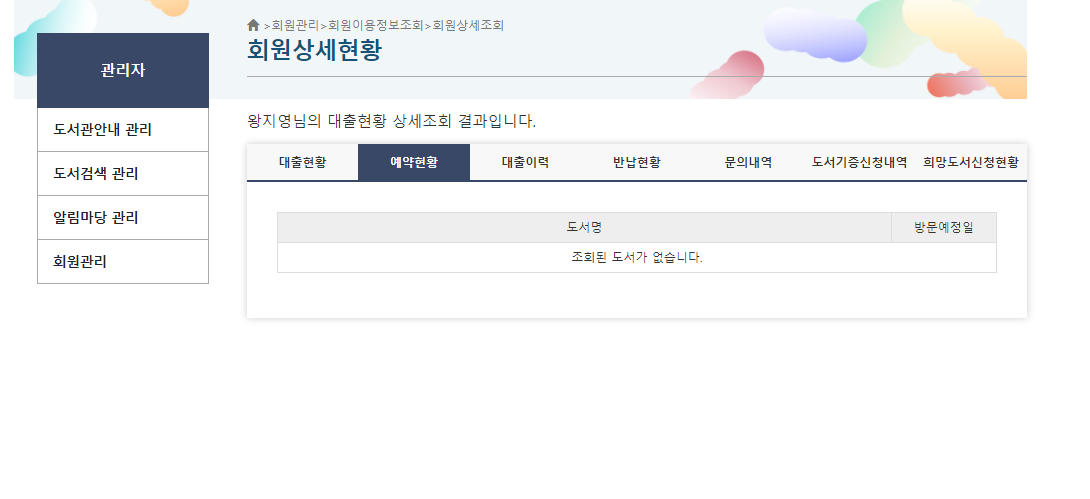 >회원관리>회원이용정보조회>회원상세조회
회원상세현황
관리자
도서관안내 관리
도서검색 관리
알림마당 관리
회원관리
왕지영님의 대출현황 상세조회 결과입니다.
대출현황 예약현황 대출이력 반납현황 문의내역 도서기증신청내역 희망도서신청현황
도서명 방문예정일
조회된 도서가 없습니다.